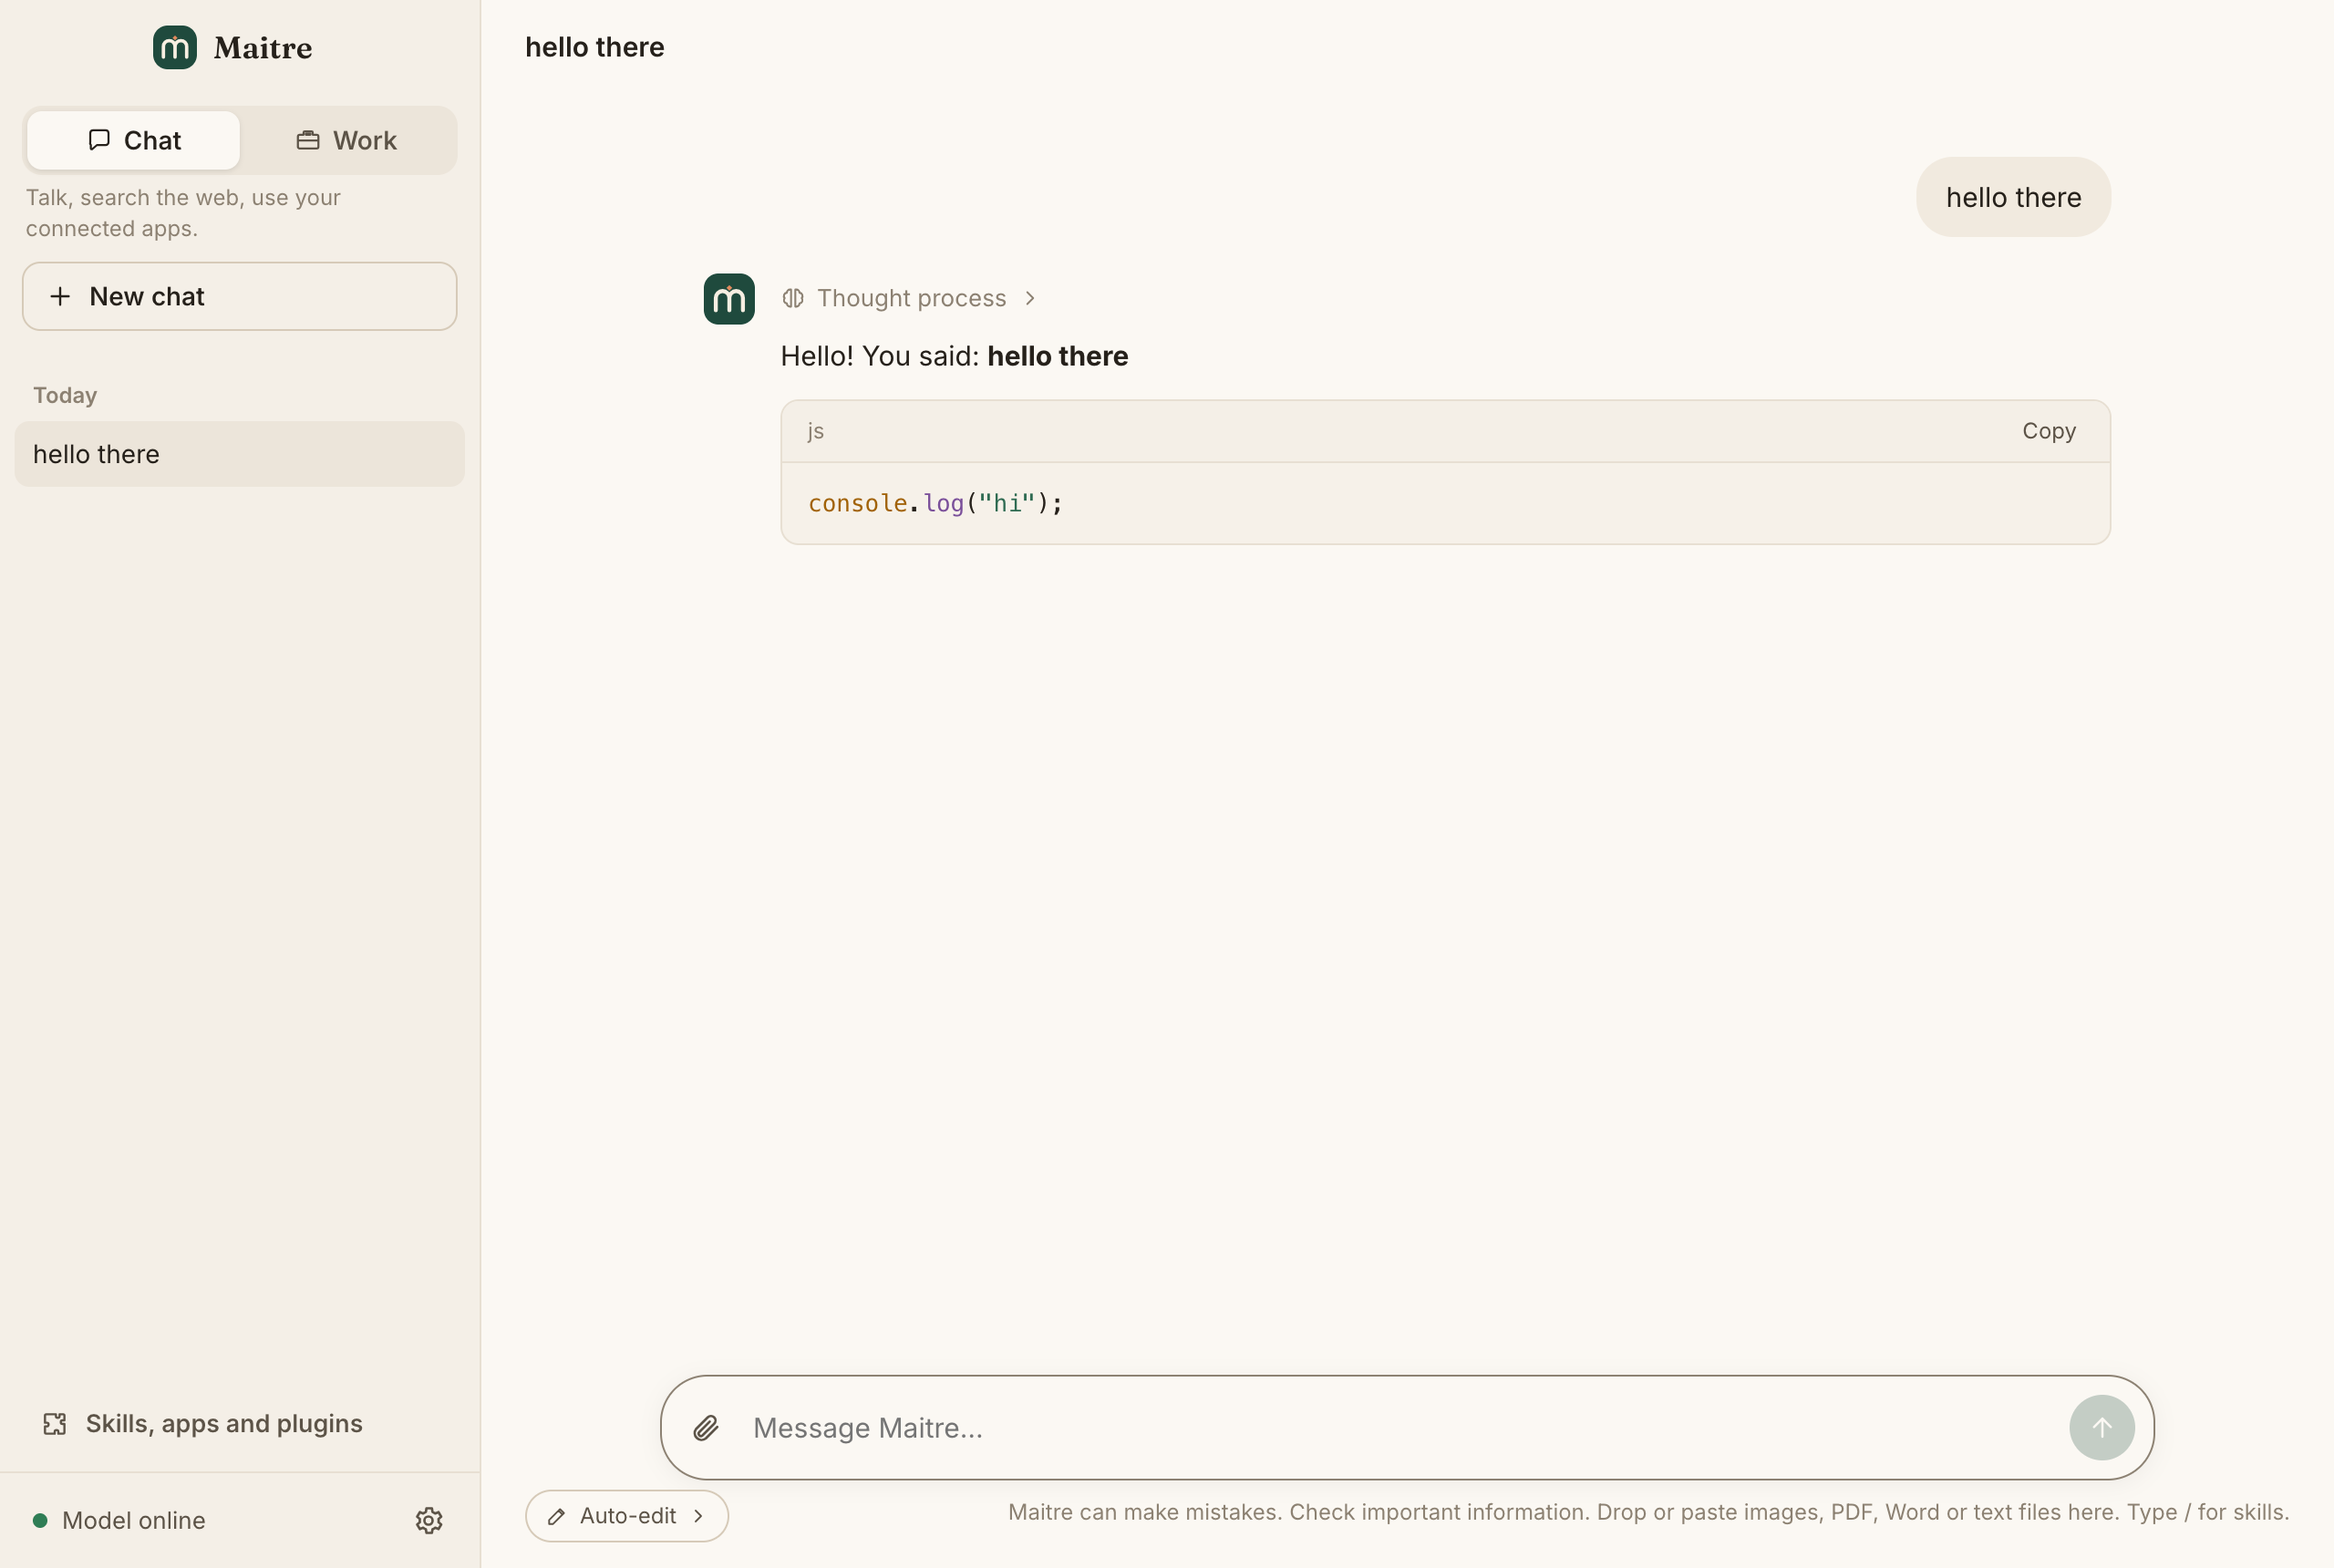 Maitre
Chat
Work
Talk, search the web, use your
connected apps.
New chat
Today
hello there
Skills, apps and plugins
Model online
hello there
hello there
Thought process
Hello! You said: hello there
js
Copy
console.log("hi");
Message Maitre...
Auto-edit
Maitre can make mistakes. Check important information. Drop or paste images, PDF, Word or text files here. Type / for skills.